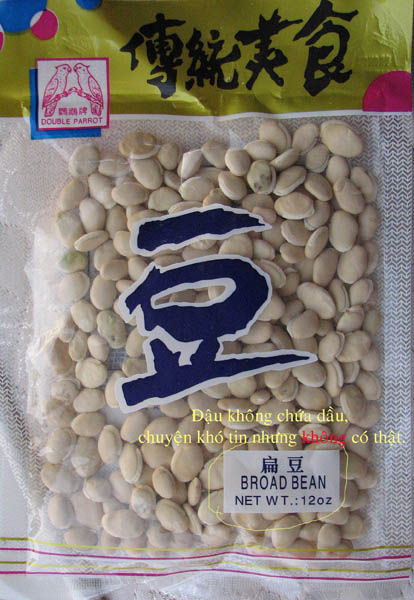 傳統美食
鸚鵡牌
DOUBLE PARROT
豆
Đậu không chứa dầu,
chuyện khó tin nhưng không có thật.
扁豆
BROAD BEAN
NET WT.:12oz